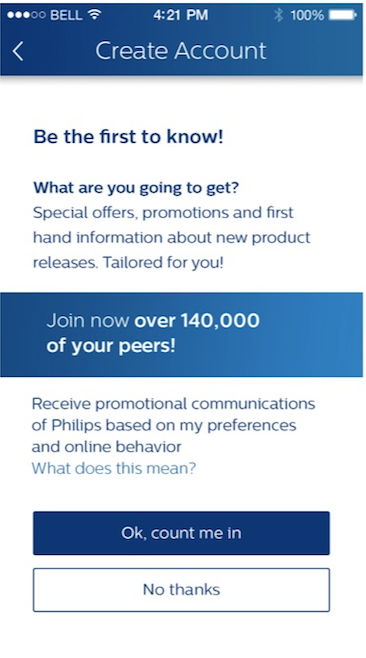 BELL 4:21 PM 100%
Create Account
Be the first to know!
What are you going to get?
Special offers, promotions and first
hand information about new product
releases. Tailored for you!
Join now over 140,000
of your peers!
Receive promotional communications
of Philips based on my preferences
and online behavior
What does this mean?
Ok, count me in
No thanks